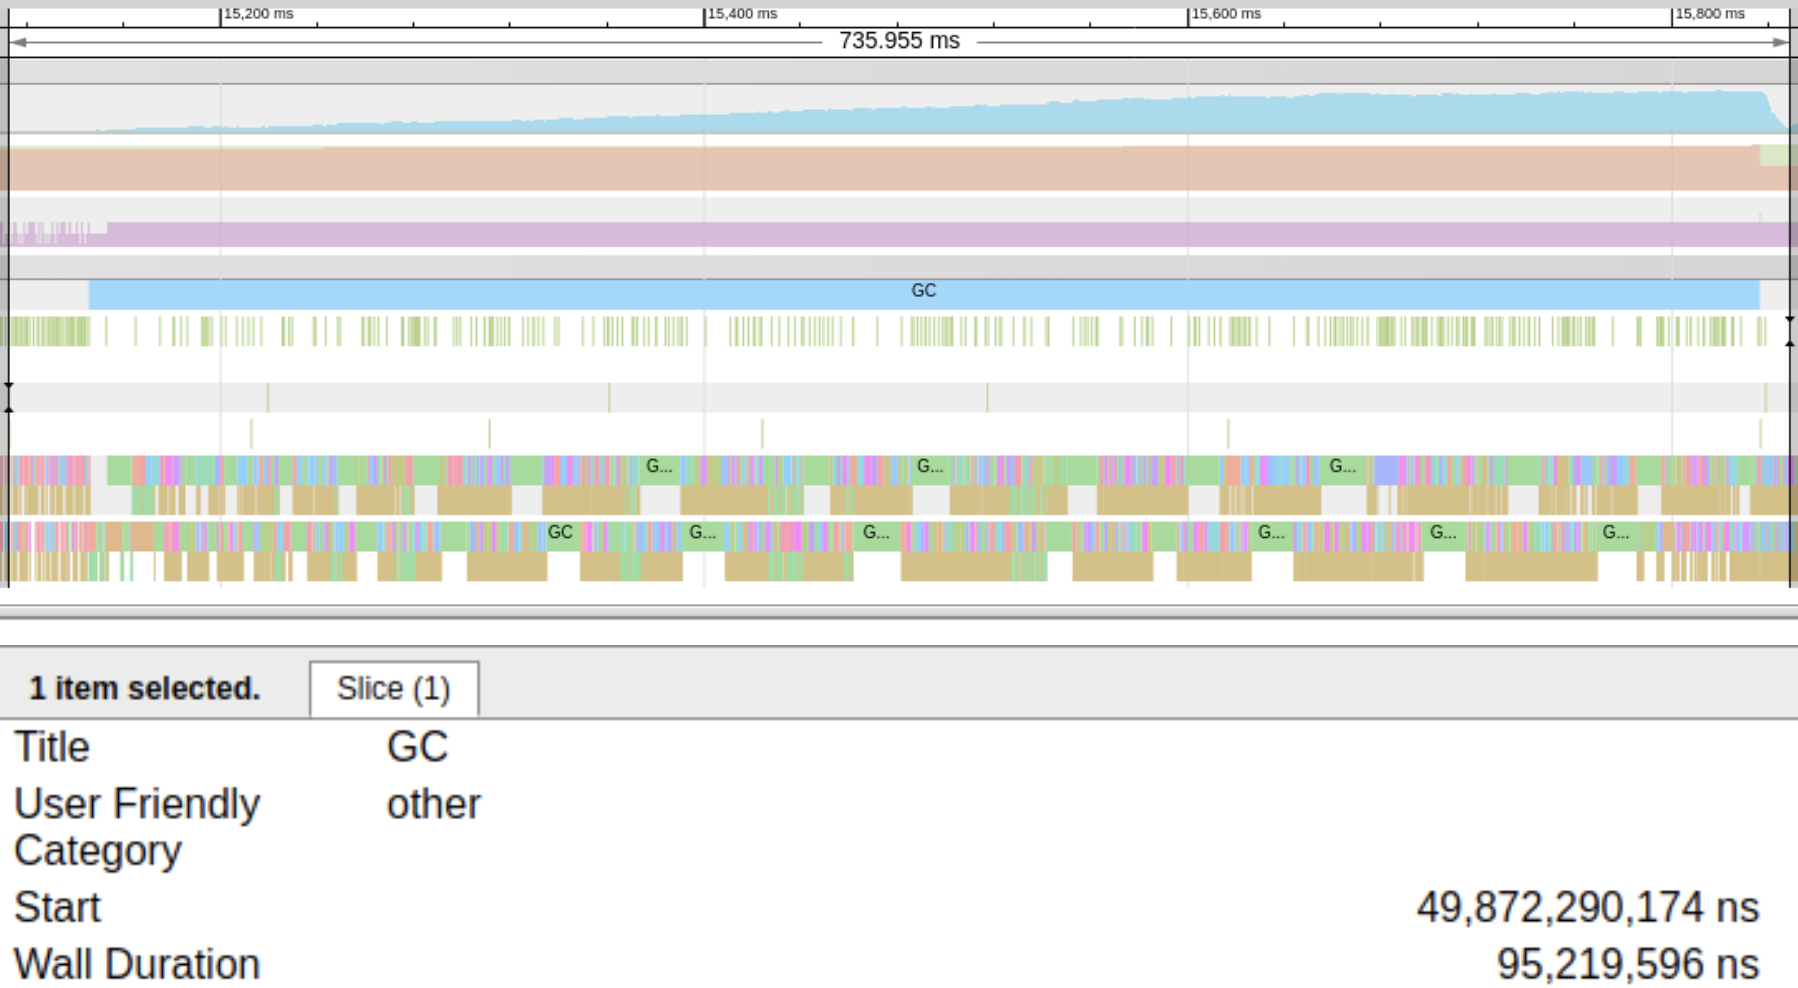 15,200 ms 15,400 ms 15,600 ms 15,800 ms
735.955 ms
GC
G... G... G...
GC G... G... G... G... G...
1 item selected. Slice (1)
Title GC
User Friendly other
Category
Start 49,872,290,174 ns
Wall Duration 95,219,596 ns